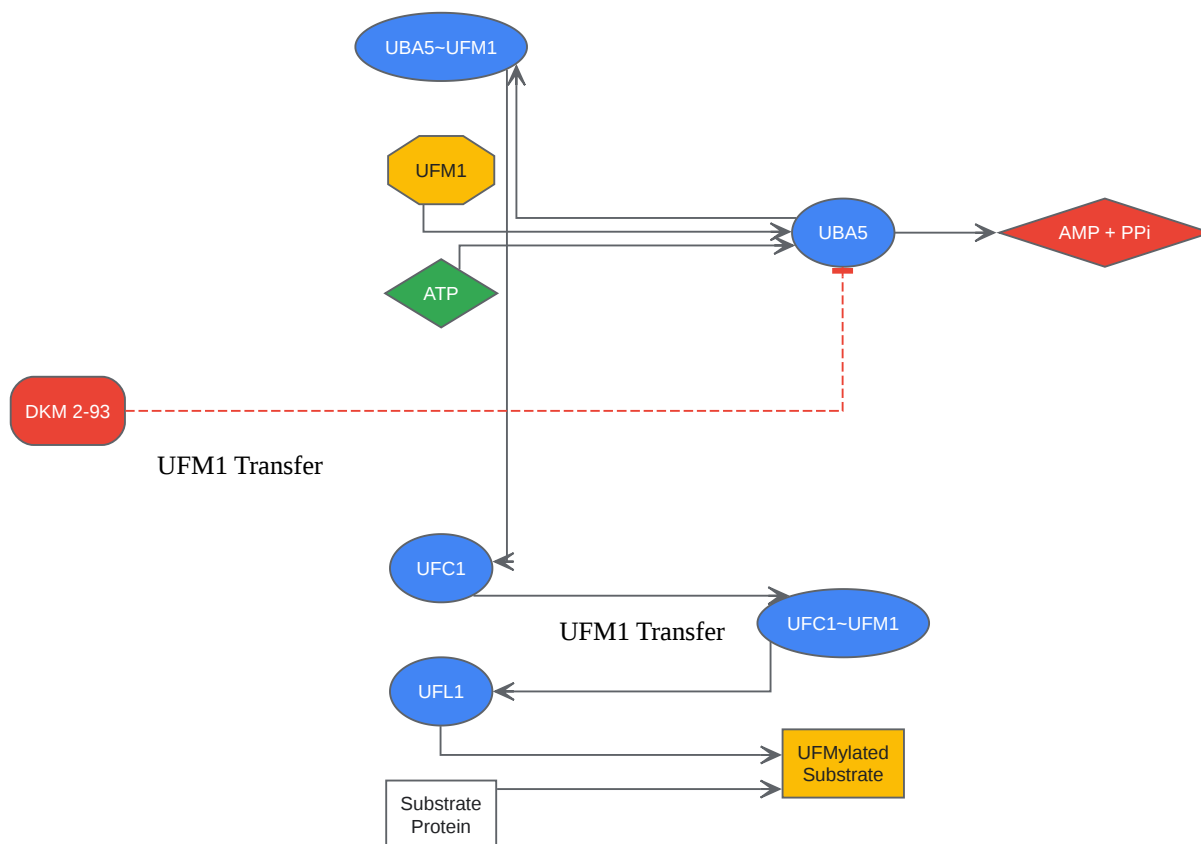 UBA5~UFM1
UFM1
UBA5
AMP + PPi
ATP
DKM 2-93
UFM1 Transfer
UFC1
UFC1~UFM1
UFM1 Transfer
UFL1
UFMylated
Substrate
Substrate
Protein